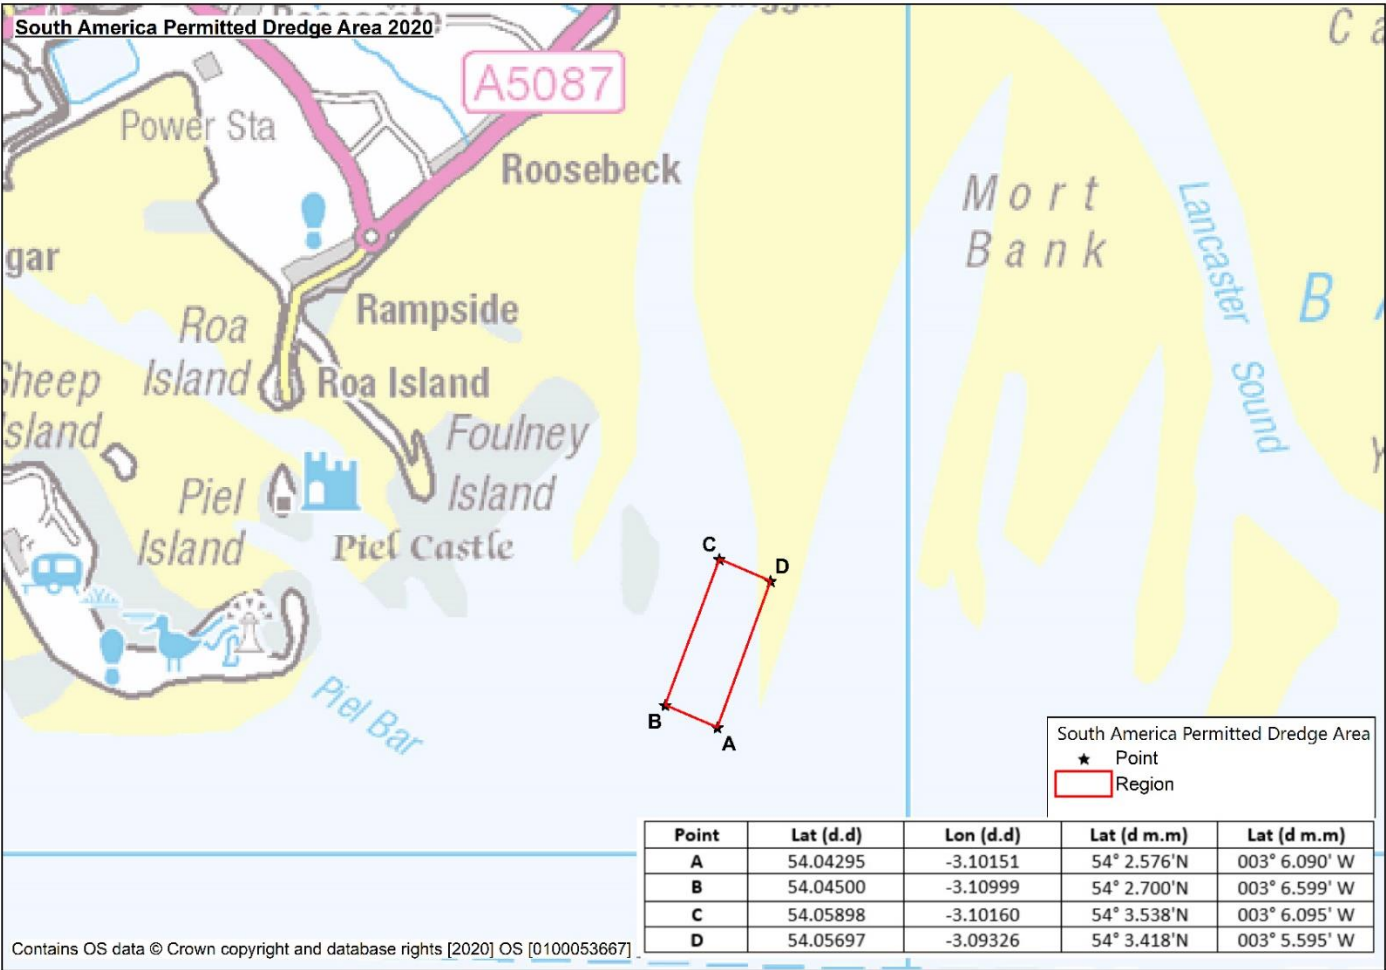 South America Permitted Dredge Area 2020
A5087
Power Sta
Roosebeck
Mort
Bank
Lancaster Sound
gar
Rampside
Roa
Island
Roa Island
Sheep
Island
Foulney
Island
Piel
Island
Piel Castle
Piel Bar
C
D
B
A
South America Permitted Dredge Area
Point
Region
Point Lat (d.d) Lon (d.d) Lat (d m.m) Lat (d m.m)
A 54.04295 -3.10151 54° 2.576'N 003° 6.090' W
B 54.04500 -3.10999 54° 2.700'N 003° 6.599' W
C 54.05898 -3.10160 54° 3.538'N 003° 6.095' W
D 54.05697 -3.09326 54° 3.418'N 003° 5.595' W
Contains OS data © Crown copyright and database rights [2020] OS [0100053667]